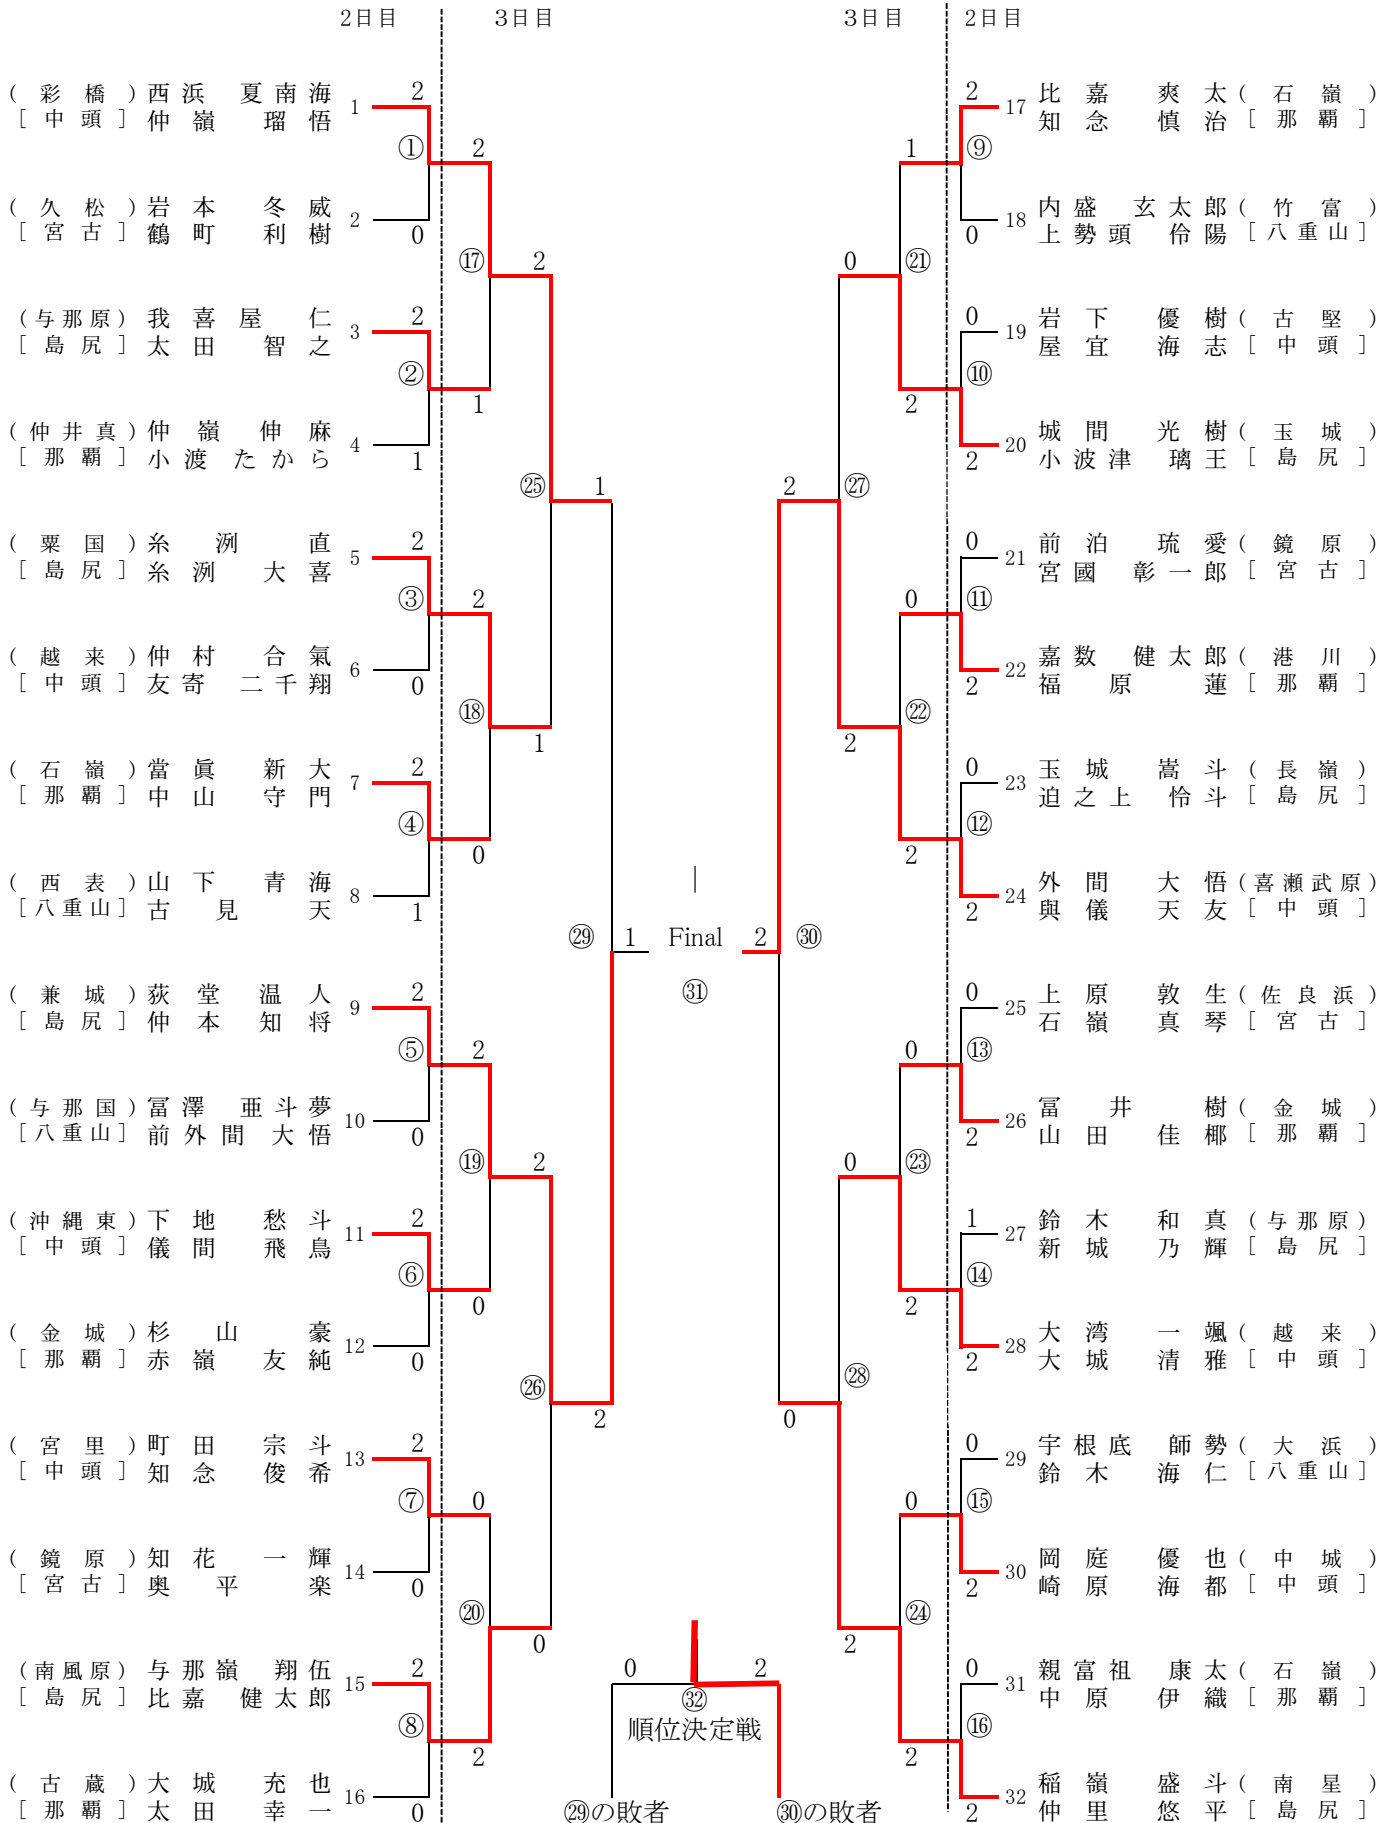 2日目 3日目 3日目 2日目
(彩橋) 西浜 夏南海 1 2
[中頭] 仲嶺 瑠悟
① 2
(久松) 岩本 冬威 2
[宮古] 鶴町 利樹 0
⑰ 2
(与那原) 我喜屋 仁 3 2
[島尻] 太田 智之
② 1
(仲井真) 仲嶺 伸麻 4
[那覇] 小渡 たから 1
㉕ 1
(粟国) 糸洌 直 5 2
[島尻] 糸洌 大喜
③ 2
(越来) 仲村 合氣 6
[中頭] 友寄 二千翔 0
⑱ 1
(石嶺) 當眞 新大 7 2
[那覇] 中山 守門
④ 0
(西表) 山下 青海 8
[八重山] 古見 天 1
㉙ 1
(兼城) 荻堂 温人 9 2
[島尻] 仲本 知将
⑤ 2
(与那国) 冨澤 亜斗夢 10
[八重山] 前外間 大悟 0
⑲ 2
(沖縄東) 下地 愁斗 11 2
[中頭] 儀間 飛鳥
⑥ 0
(金城) 杉山 豪 12
[那覇] 赤嶺 友純 0
㉖ 2
(宮里) 町田 宗斗 13 2
[中頭] 知念 俊希
⑦ 0
(鏡原) 知花 一輝 14
[宮古] 奥平 楽 0
⑳ 0
(南風原) 与那嶺 翔伍 15 2
[島尻] 比嘉 健太郎
⑧ 2
(古蔵) 大城 充也 16
[那覇] 太田 幸一 0
|
Final
㉛
0 2
㉜
順位決定戦
㉙の敗者 ㉚の敗者
2 17 比嘉 爽太 (石嶺)
知念 慎治 [那覇]
1 ⑨
18 内盛 玄太郎 (竹富)
0 上勢頭 伶陽 [八重山]
0 ㉑
0 19 岩下 優樹 (古堅)
屋宜 海志 [中頭]
2 ⑩
20 城間 光樹 (玉城)
2 小波津 璃王 [島尻]
2 ㉗
0 21 前泊 琉愛 (鏡原)
宮國 彰一郎 [宮古]
0 ⑪
22 嘉数 健太郎 (港川)
2 福原 蓮 [那覇]
2 ㉒
0 23 玉城 嵩斗 (長嶺)
迫之上 怜斗 [島尻]
2 ⑫
24 外間 大悟 (喜瀬武原)
2 與儀 天友 [中頭]
2 ㉚
0 25 上原 敦生 (佐良浜)
石嶺 真琴 [宮古]
0 ⑬
26 冨井 樹 (金城)
2 山田 佳梛 [那覇]
0 ㉓
1 27 鈴木 和真 (与那原)
新城 乃輝 [島尻]
2 ⑭
28 大湾 一颯 (越来)
2 大城 清雅 [中頭]
0 ㉘
0 29 宇根底 師勢 (大浜)
鈴木 海仁 [八重山]
0 ⑮
30 岡庭 優也 (中城)
2 崎原 海都 [中頭]
2 ㉔
0 31 親富祖 康太 (石嶺)
中原 伊織 [那覇]
2 ⑯
32 稲嶺 盛斗 (南星)
2 仲里 悠平 [島尻]